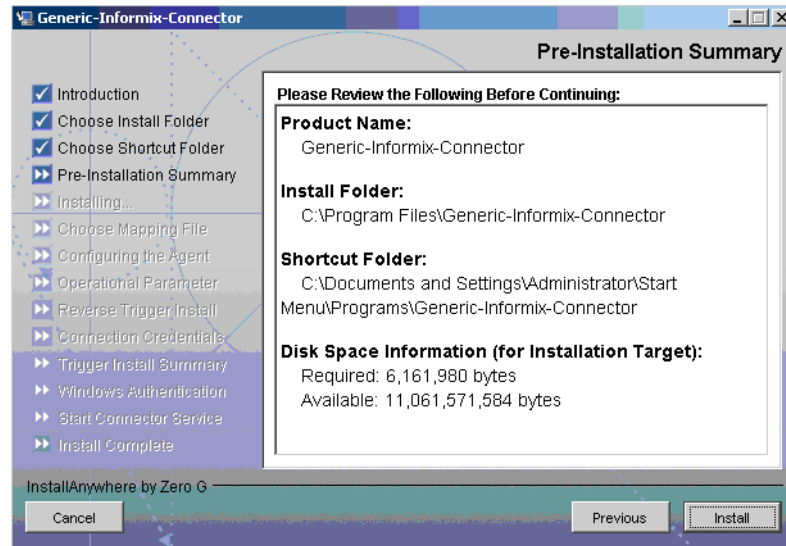 Generic-Informix-Connector
Pre-Installation Summary
Introduction
Choose Install Folder
Choose Shortcut Folder
Pre-Installation Summary
Installing...
Choose Mapping File
Configuring the Agent
Operational Parameter
Reverse Trigger Install
Connection Credentials
Trigger Install Summary
Windows Authentication
Start Connector Service
Install Complete
Please Review the Following Before Continuing:
Product Name:
Generic-Informix-Connector
Install Folder:
C:\Program Files\Generic-Informix-Connector
Shortcut Folder:
C:\Documents and Settings\Administrator\Start
Menu\Programs\Generic-Informix-Connector
Disk Space Information (for Installation Target):
Required: 6,161,980 bytes
Available: 11,061,571,584 bytes
InstallAnywhere by Zero G
Cancel
Previous
Install